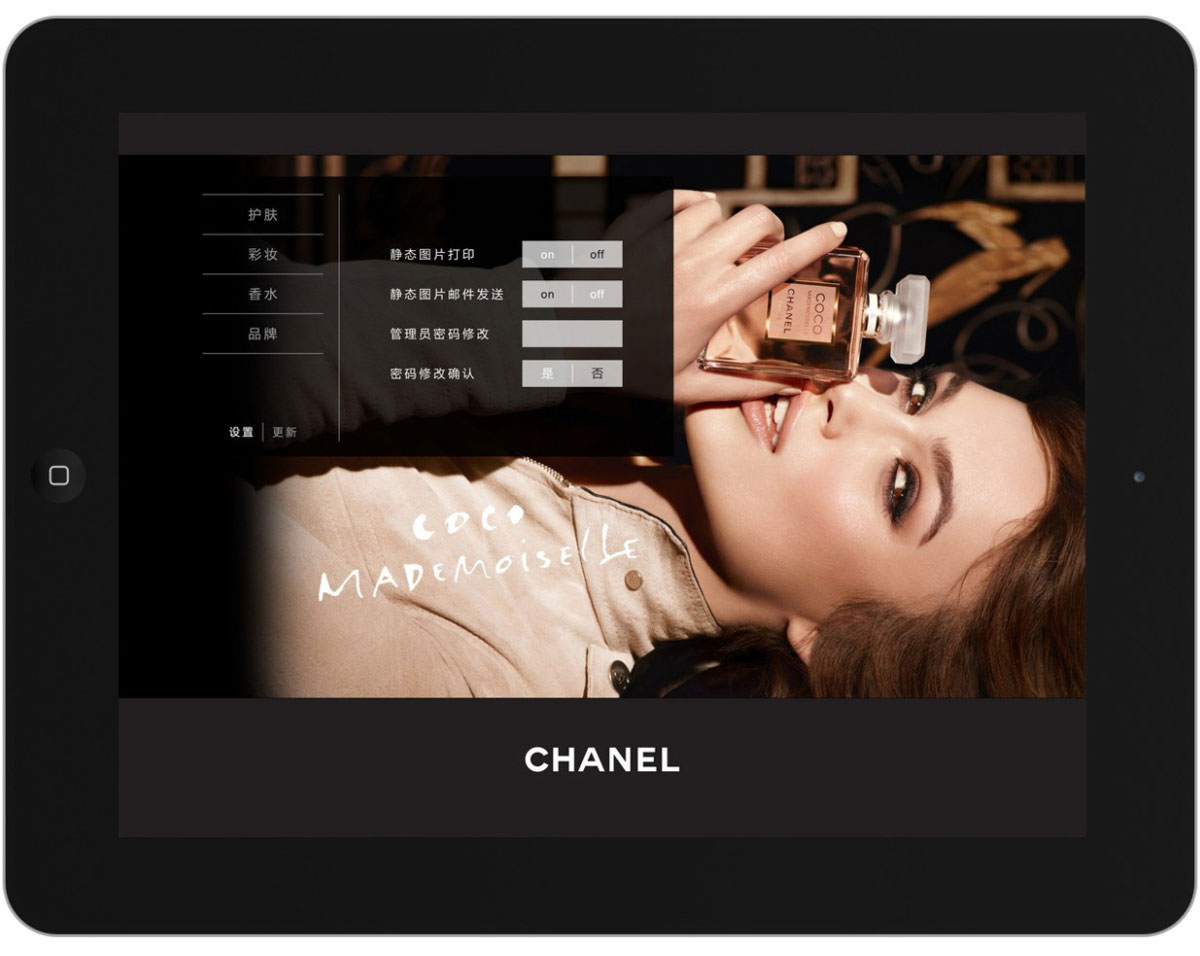 护肤
彩妆
香水
品牌
设置 | 更新
静态图片打印 on | off
静态图片邮件发送 on | off
管理员密码修改
密码修改确认 是 | 否
COCO
MADEMOISELLE
CHANEL
COCO
MADEMOISELLE
CHANEL